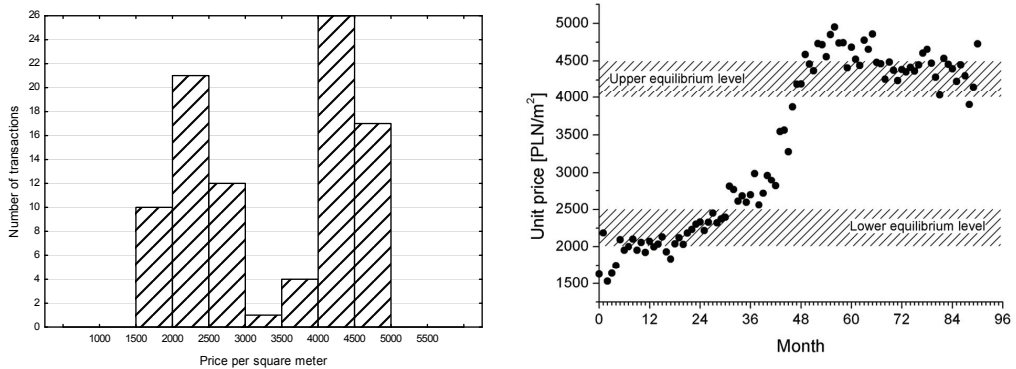 26
24
22
20
18
16
14
12
10
8
6
4
2
0
Number of transactions
1000 1500 2000 2500 3000 3500 4000 4500 5000 5500
Price per square meter
5000
4500
4000
3500
3000
2500
2000
1500
Unit price [PLN/m²]
Upper equilibrium level
Lower equilibrium level
0 12 24 36 48 60 72 84 96
Month